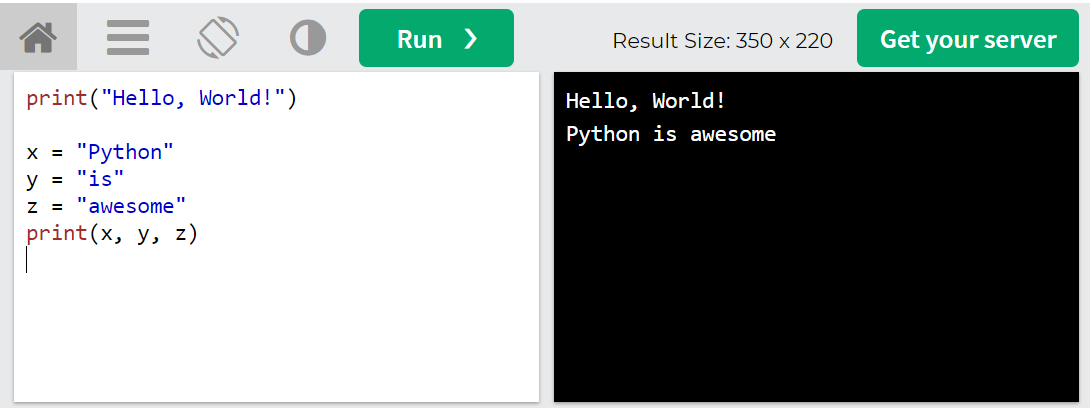 Run ❯
Result Size: 350 x 220
Get your server
print("Hello, World!")
x = "Python"
y = "is"
z = "awesome"
print(x, y, z)
Hello, World!
Python is awesome